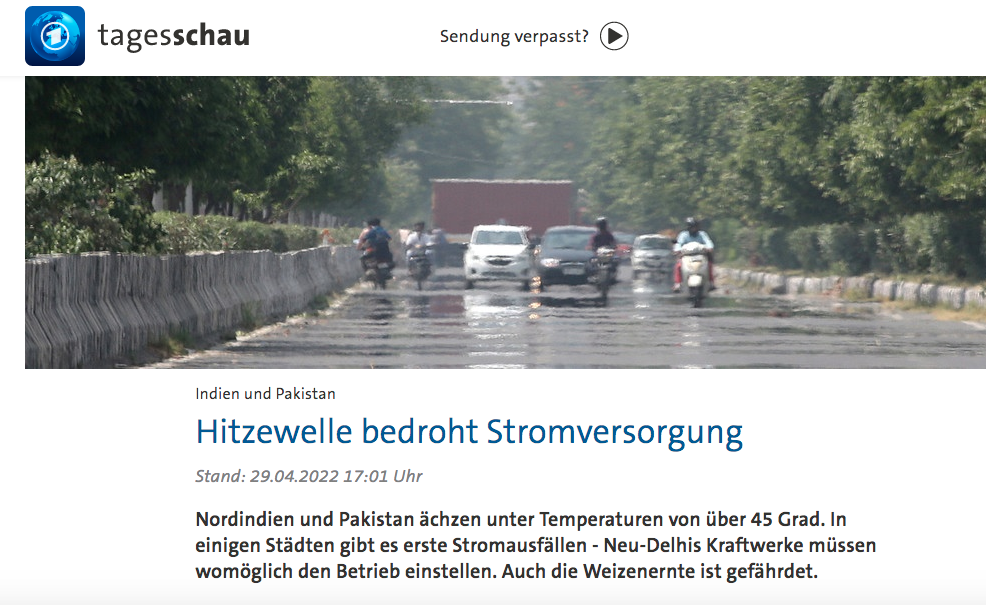 tagesschau
Sendung verpasst?
Indien und Pakistan
Hitzewelle bedroht Stromversorgung
Stand: 29.04.2022 17:01 Uhr
Nordindien und Pakistan ächzen unter Temperaturen von über 45 Grad. In
einigen Städten gibt es erste Stromausfällen - Neu-Delhis Kraftwerke müssen
womöglich den Betrieb einstellen. Auch die Weizenernte ist gefährdet.